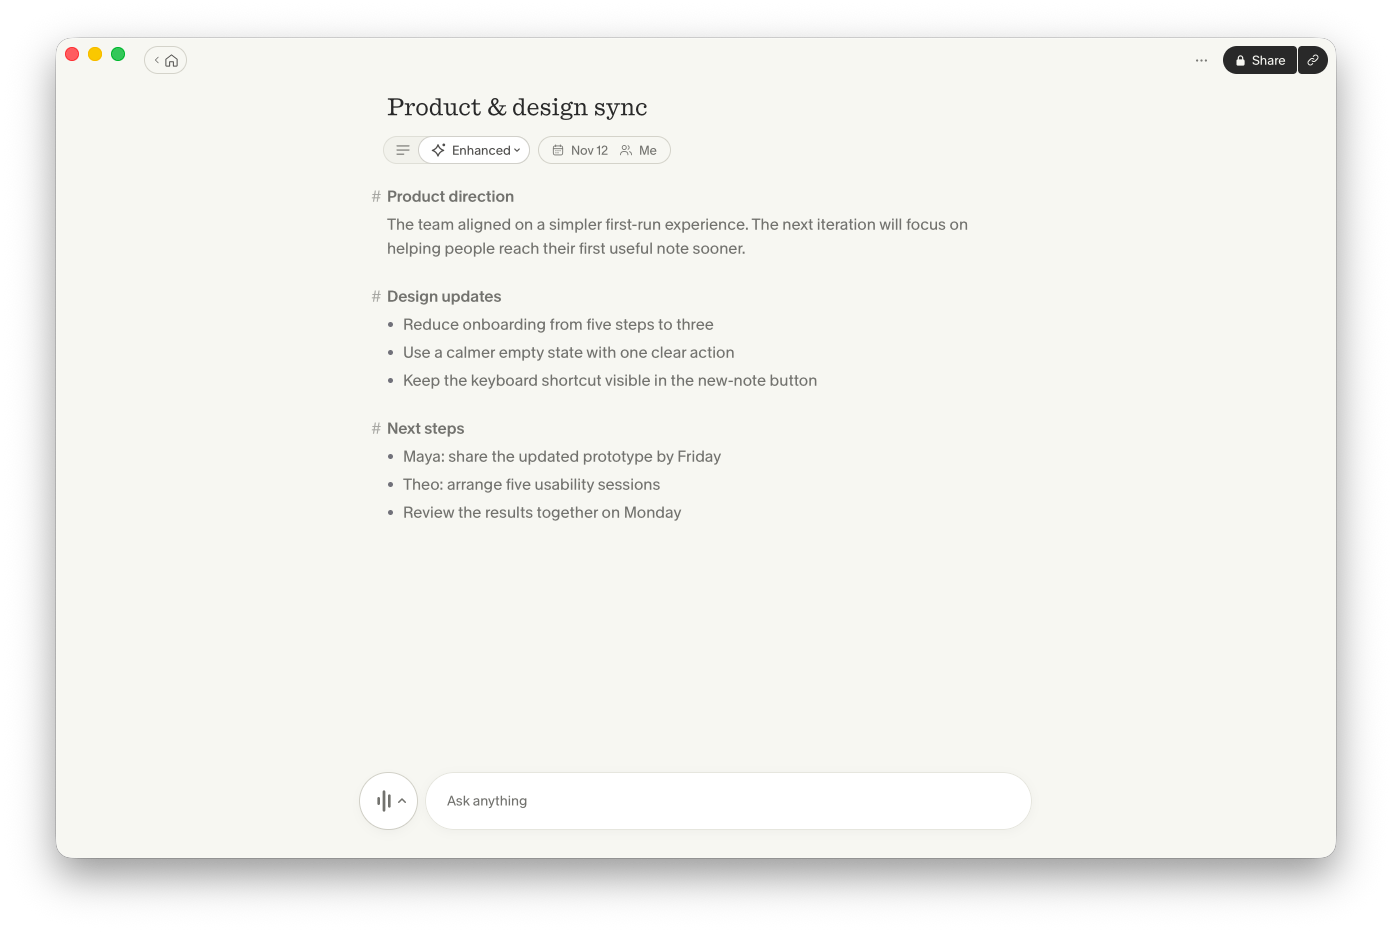 Share
Product & design sync
Enhanced
Nov 12
Me
# Product direction
The team aligned on a simpler first-run experience. The next iteration will focus on
helping people reach their first useful note sooner.
# Design updates
• Reduce onboarding from five steps to three
• Use a calmer empty state with one clear action
• Keep the keyboard shortcut visible in the new-note button
# Next steps
• Maya: share the updated prototype by Friday
• Theo: arrange five usability sessions
• Review the results together on Monday
Ask anything